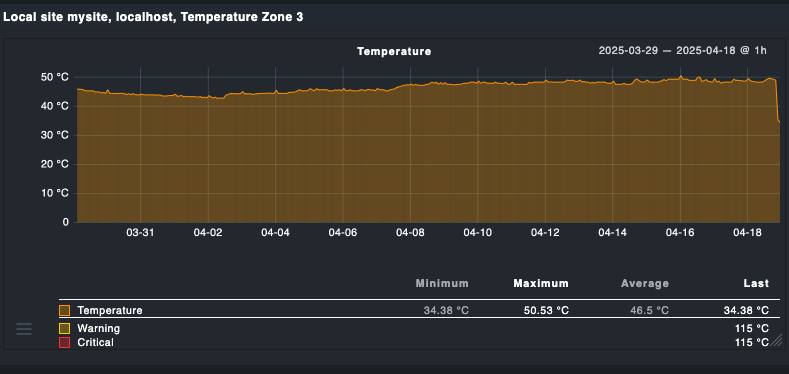 Local site mysite, localhost, Temperature Zone 3
Temperature
2025-03-29 — 2025-04-18 @ 1h
50 °C
40 °C
30 °C
20 °C
10 °C
0
03-31 04-02 04-04 04-06 04-08 04-10 04-12 04-14 04-16 04-18
Minimum Maximum Average Last
Temperature 34.38 °C 50.53 °C 46.5 °C 34.38 °C
Warning 115 °C
Critical 115 °C